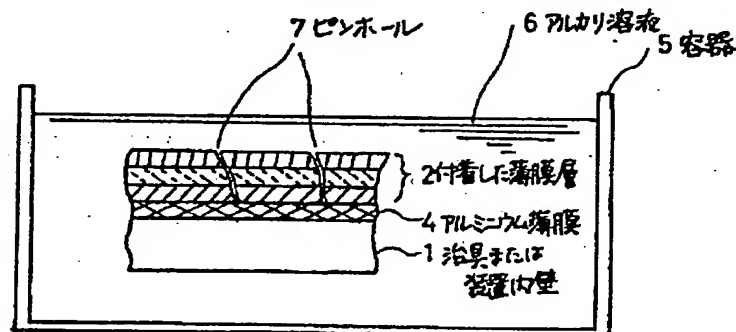 7 ピンホール
6 アルカリ溶液
5 容器
2 付着した薄膜層
4 アルミニウム薄膜
1 治具または
装置内壁